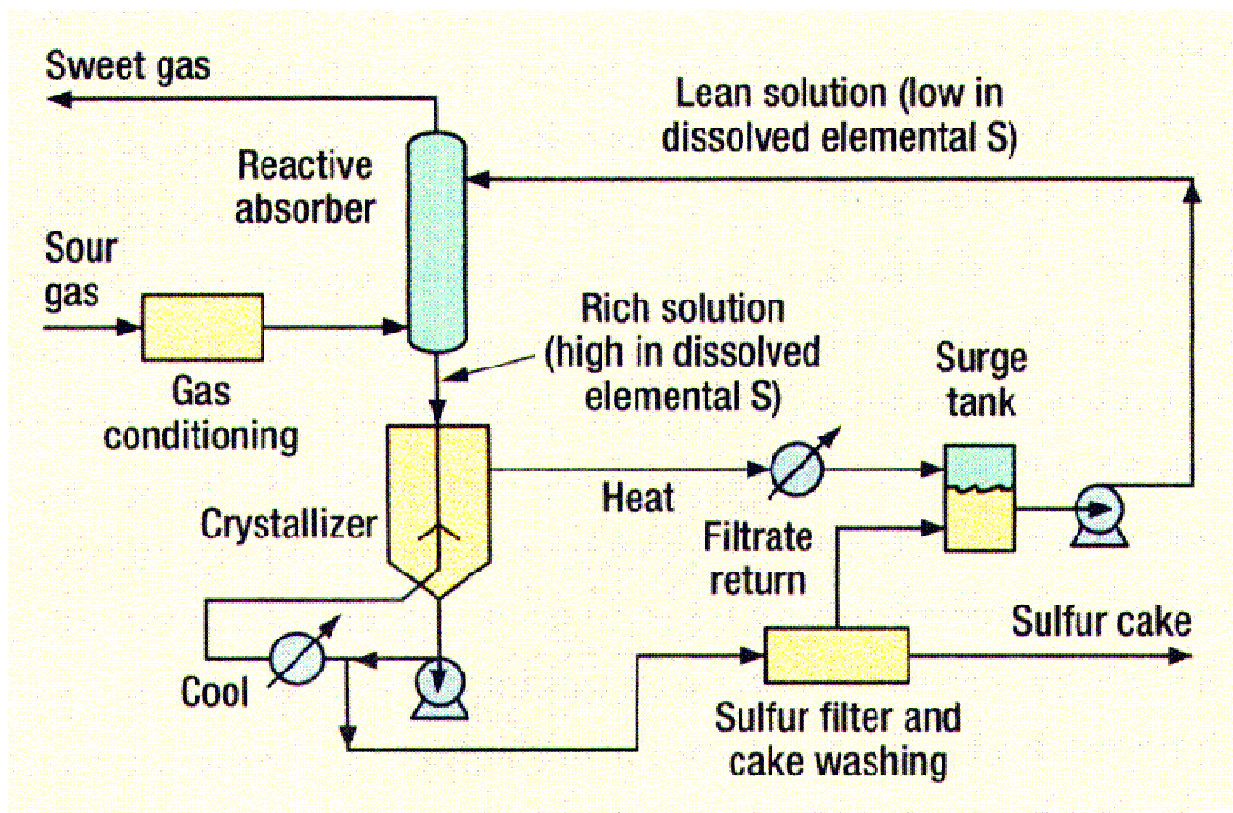 Sweet gas
Lean solution (low in
dissolved elemental S)
Reactive
absorber
Sour
gas
Rich solution
(high in dissolved
elemental S)
Surge
tank
Gas
conditioning
Heat
Crystallizer
Filtrate
return
Sulfur cake
Cool
Sulfur filter and
cake washing